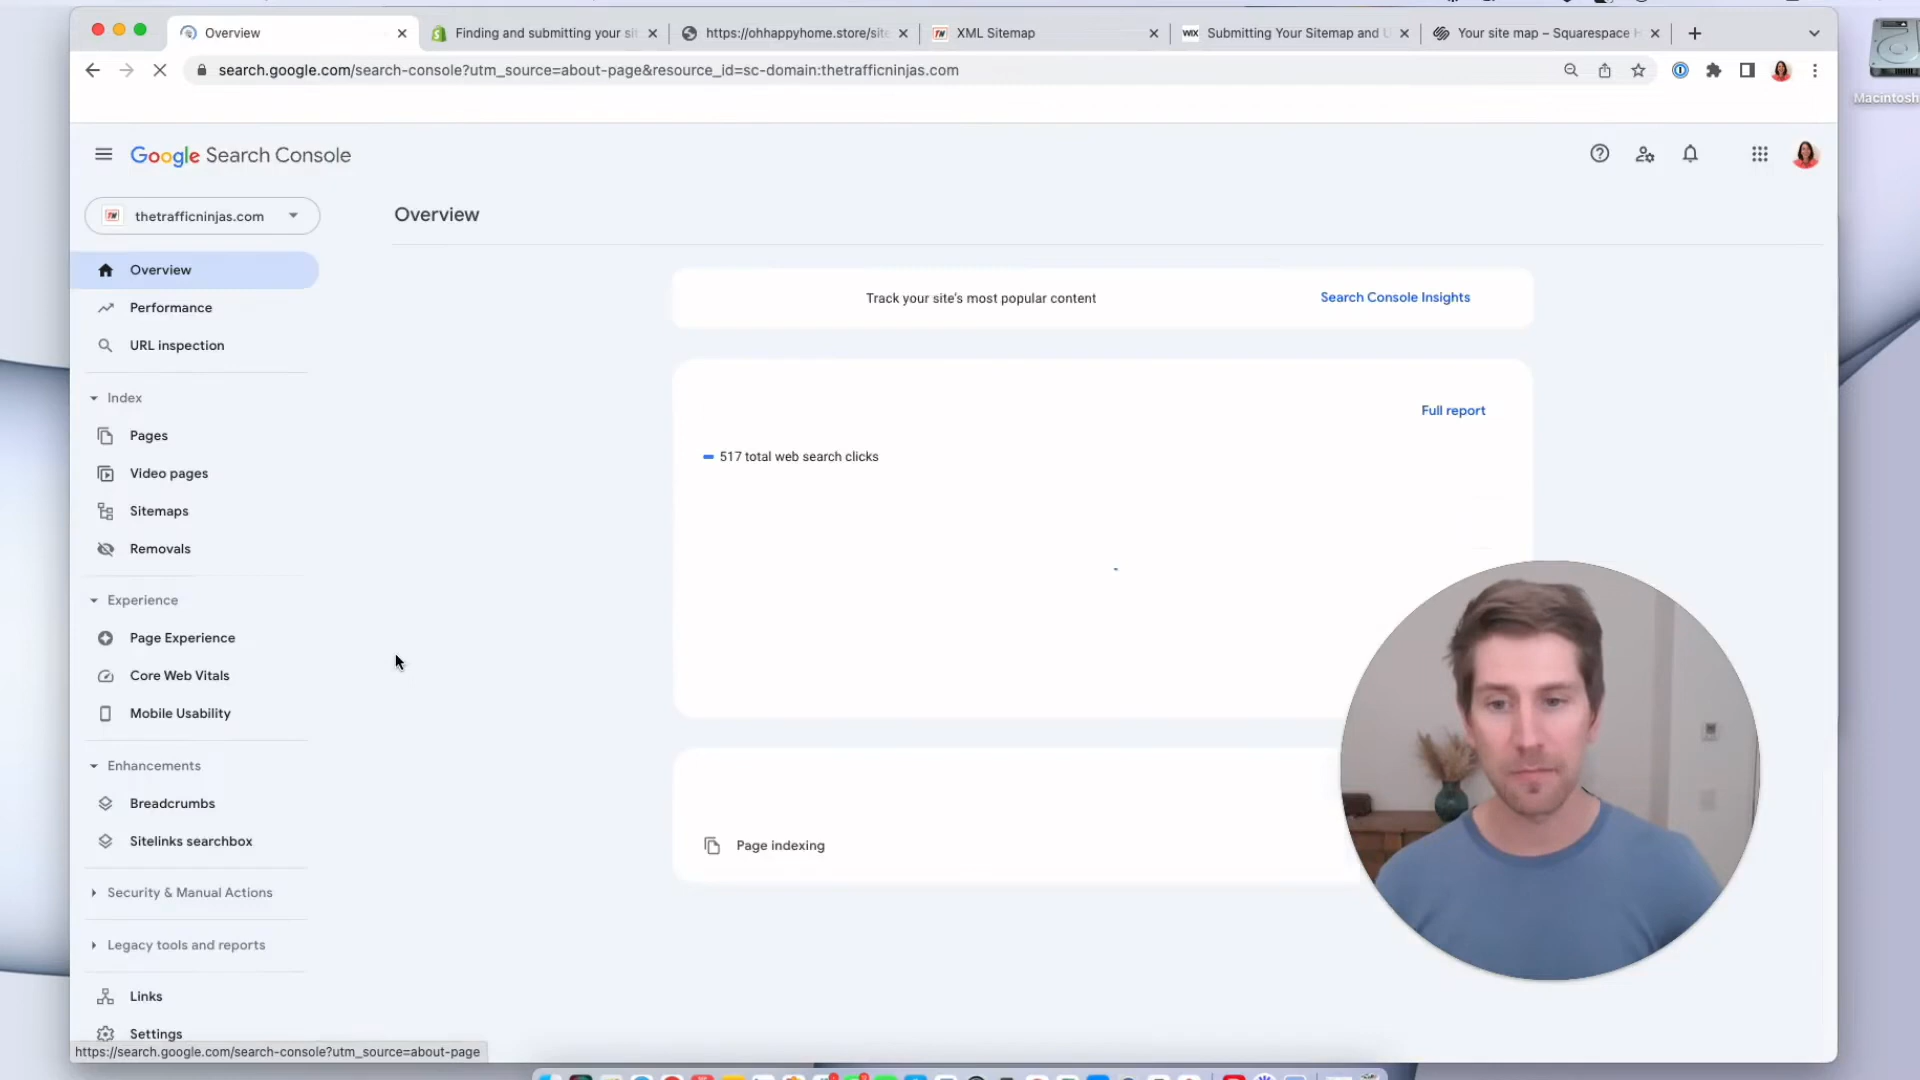 Overview
Finding and submitting your sit
https://ohhappyhome.store/site
XML Sitemap
WIX
Submitting Your Sitemap and U
Your site map – Squarespace H
search.google.com/search-console?utm_source=about-page&resource_id=sc-domain:thetrafficninjas.com
Macintosh
Google Search Console
thetrafficninjas.com
Overview
Overview
Performance
URL inspection
Index
Pages
Video pages
Sitemaps
Removals
Experience
Page Experience
Core Web Vitals
Mobile Usability
Enhancements
Breadcrumbs
Sitelinks searchbox
Security & Manual Actions
Legacy tools and reports
Links
Settings
Track your site's most popular content
Search Console Insights
Full report
517 total web search clicks
Page indexing
https://search.google.com/search-console?utm_source=about-page